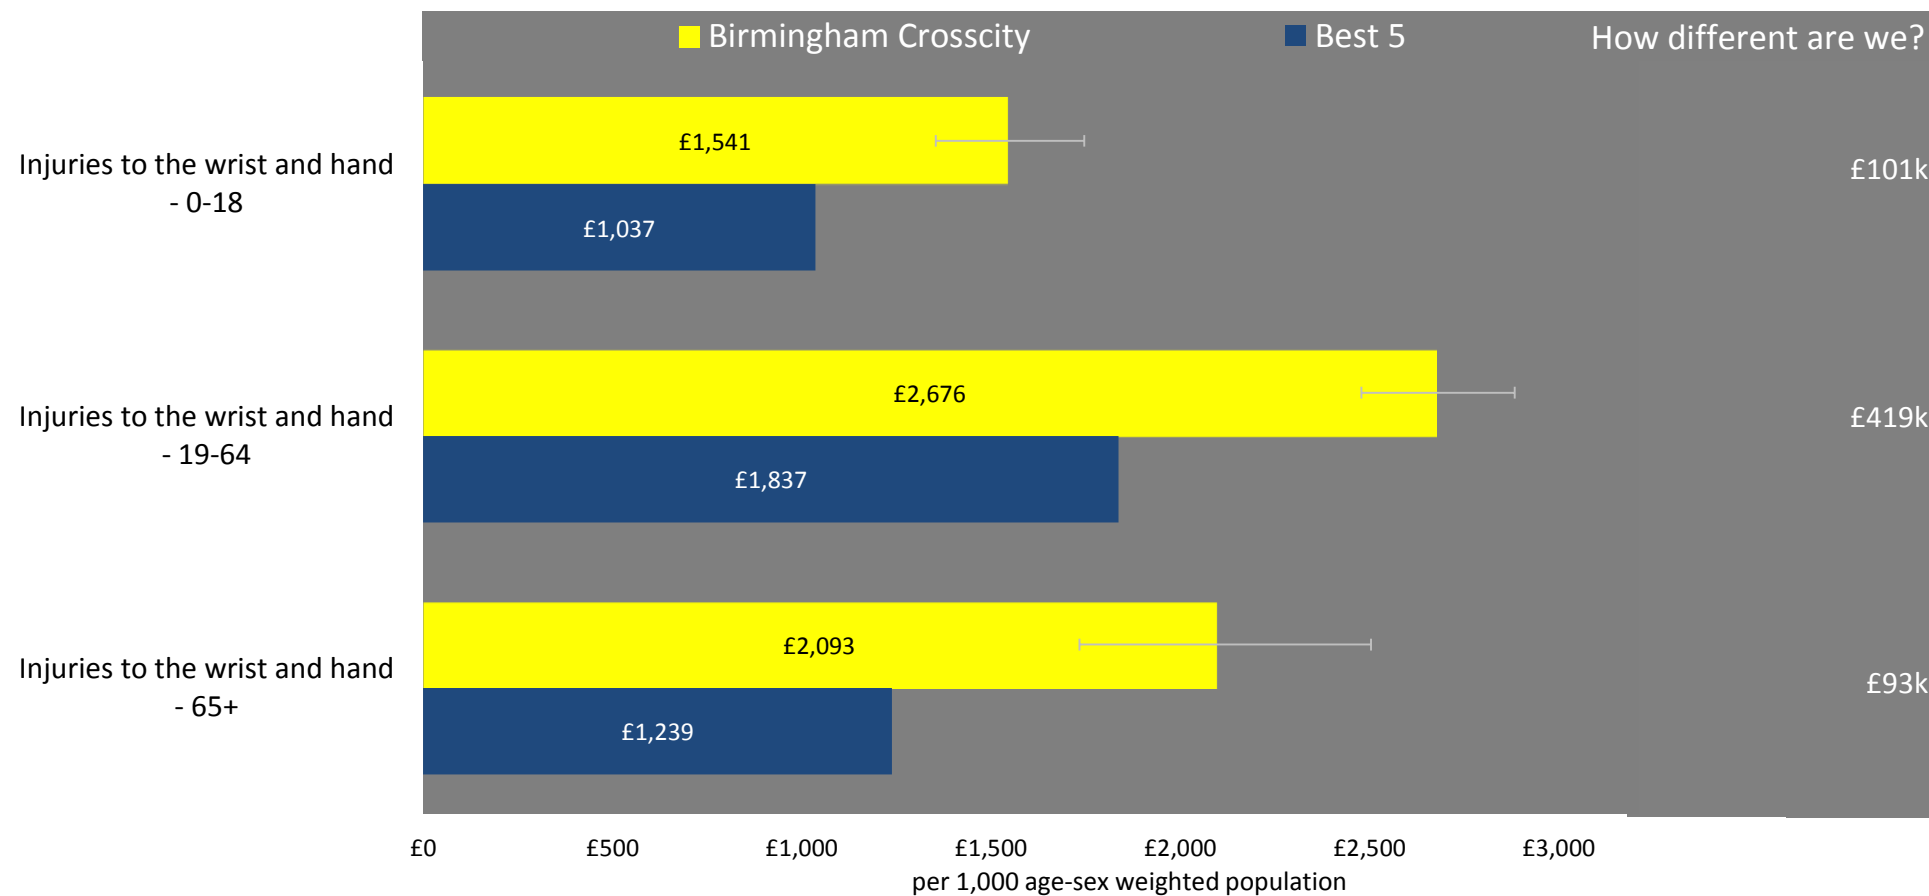 Birmingham Crosscity Best 5 How different are we?
Injuries to the wrist and hand
- 0-18
£1,541
£1,037
£101k
Injuries to the wrist and hand
- 19-64
£2,676
£1,837
£419k
Injuries to the wrist and hand
- 65+
£2,093
£1,239
£93k
£0 £500 £1,000 £1,500 £2,000 £2,500 £3,000
per 1,000 age-sex weighted population